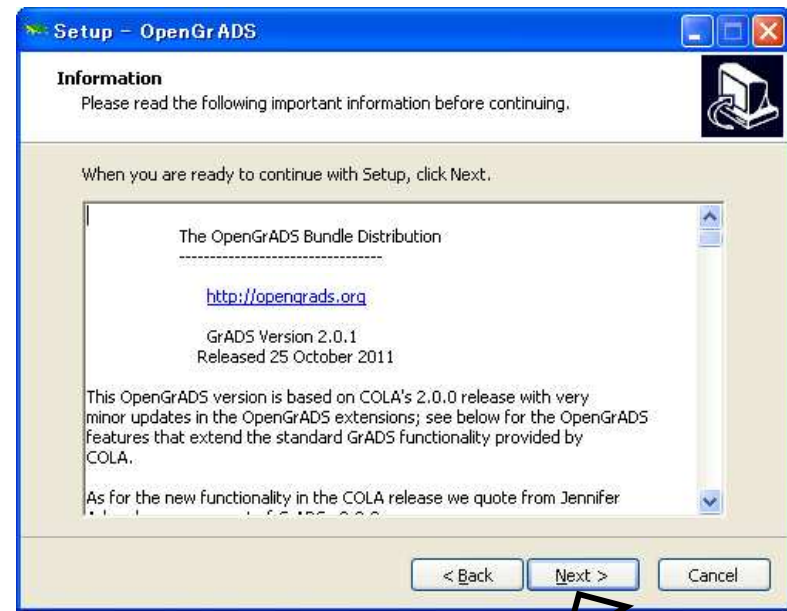 Setup - OpenGrADS
Information
Please read the following important information before continuing.
When you are ready to continue with Setup, click Next.
The OpenGrADS Bundle Distribution
---------------------------------
http://opengrads.org
GrADS Version 2.0.1
Released 25 October 2011
This OpenGrADS version is based on COLA's 2.0.0 release with very
minor updates in the OpenGrADS extensions; see below for the OpenGrADS
features that extend the standard GrADS functionality provided by
COLA.
As for the new functionality in the COLA release we quote from Jennifer
< Back
Next >
Cancel